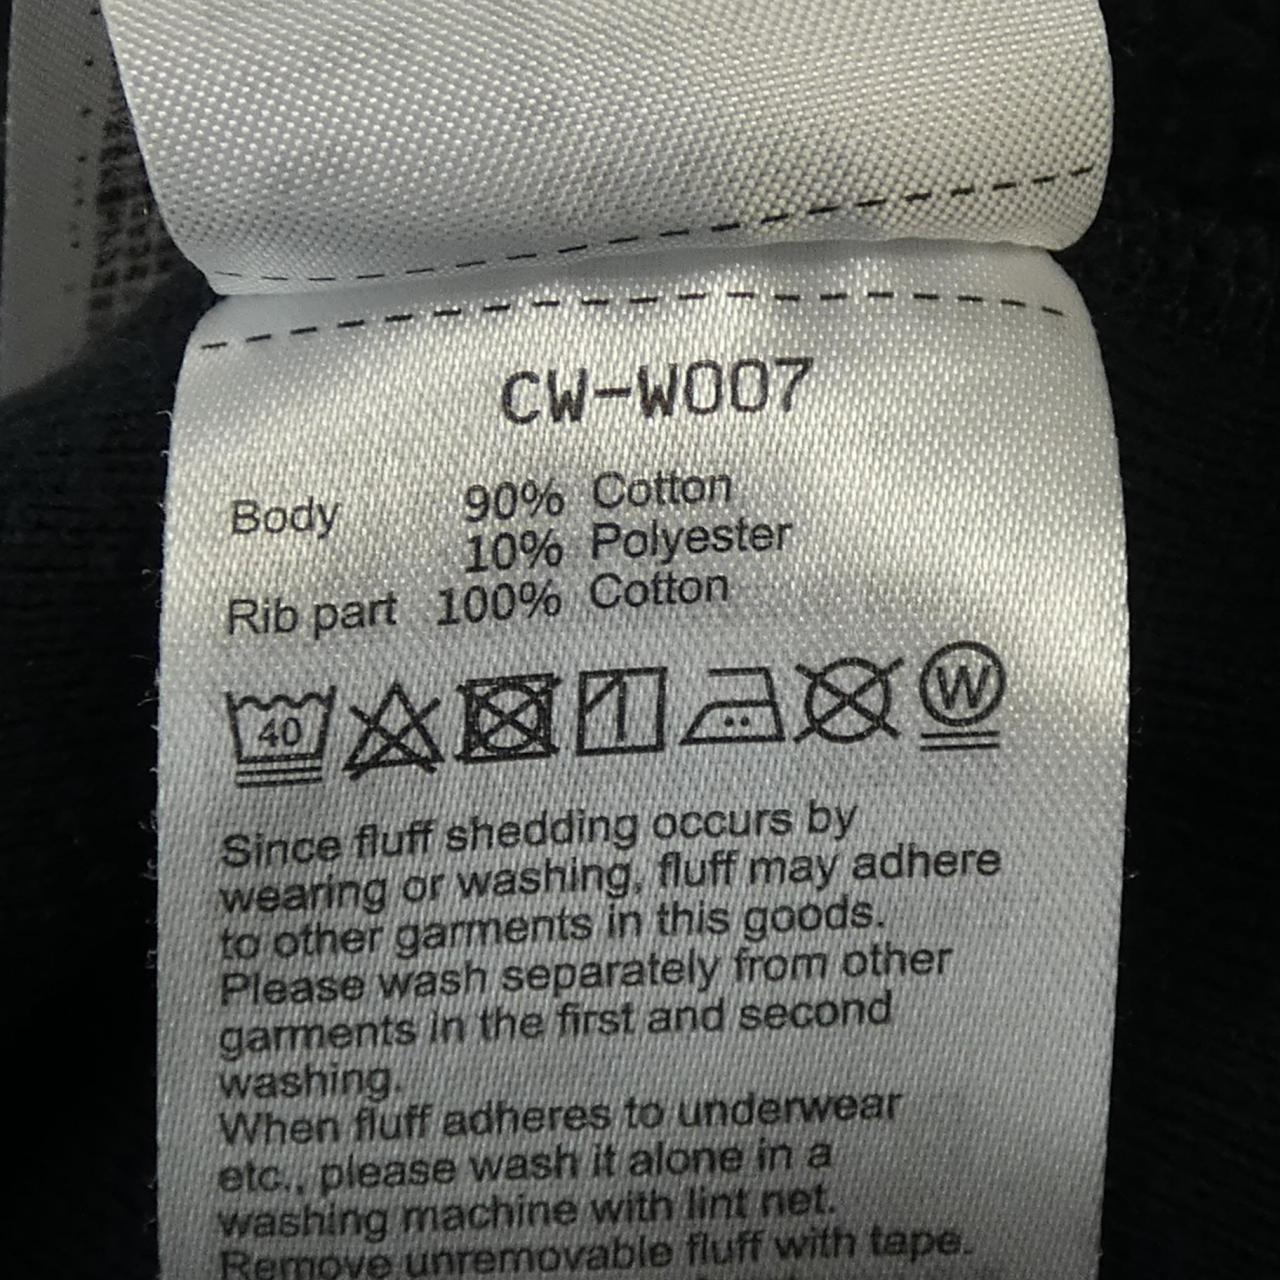 CW-W007
Body 90% Cotton
10% Polyester
Rib part 100% Cotton
40
W
Since fluff shedding occurs by
wearing or washing, fluff may adhere
to other garments in this goods.
Please wash separately from other
garments in the first and second
washing.
When fluff adheres to underwear
etc., please wash it alone in a
washing machine with lint net.
Remove unremovable fluff with tape.